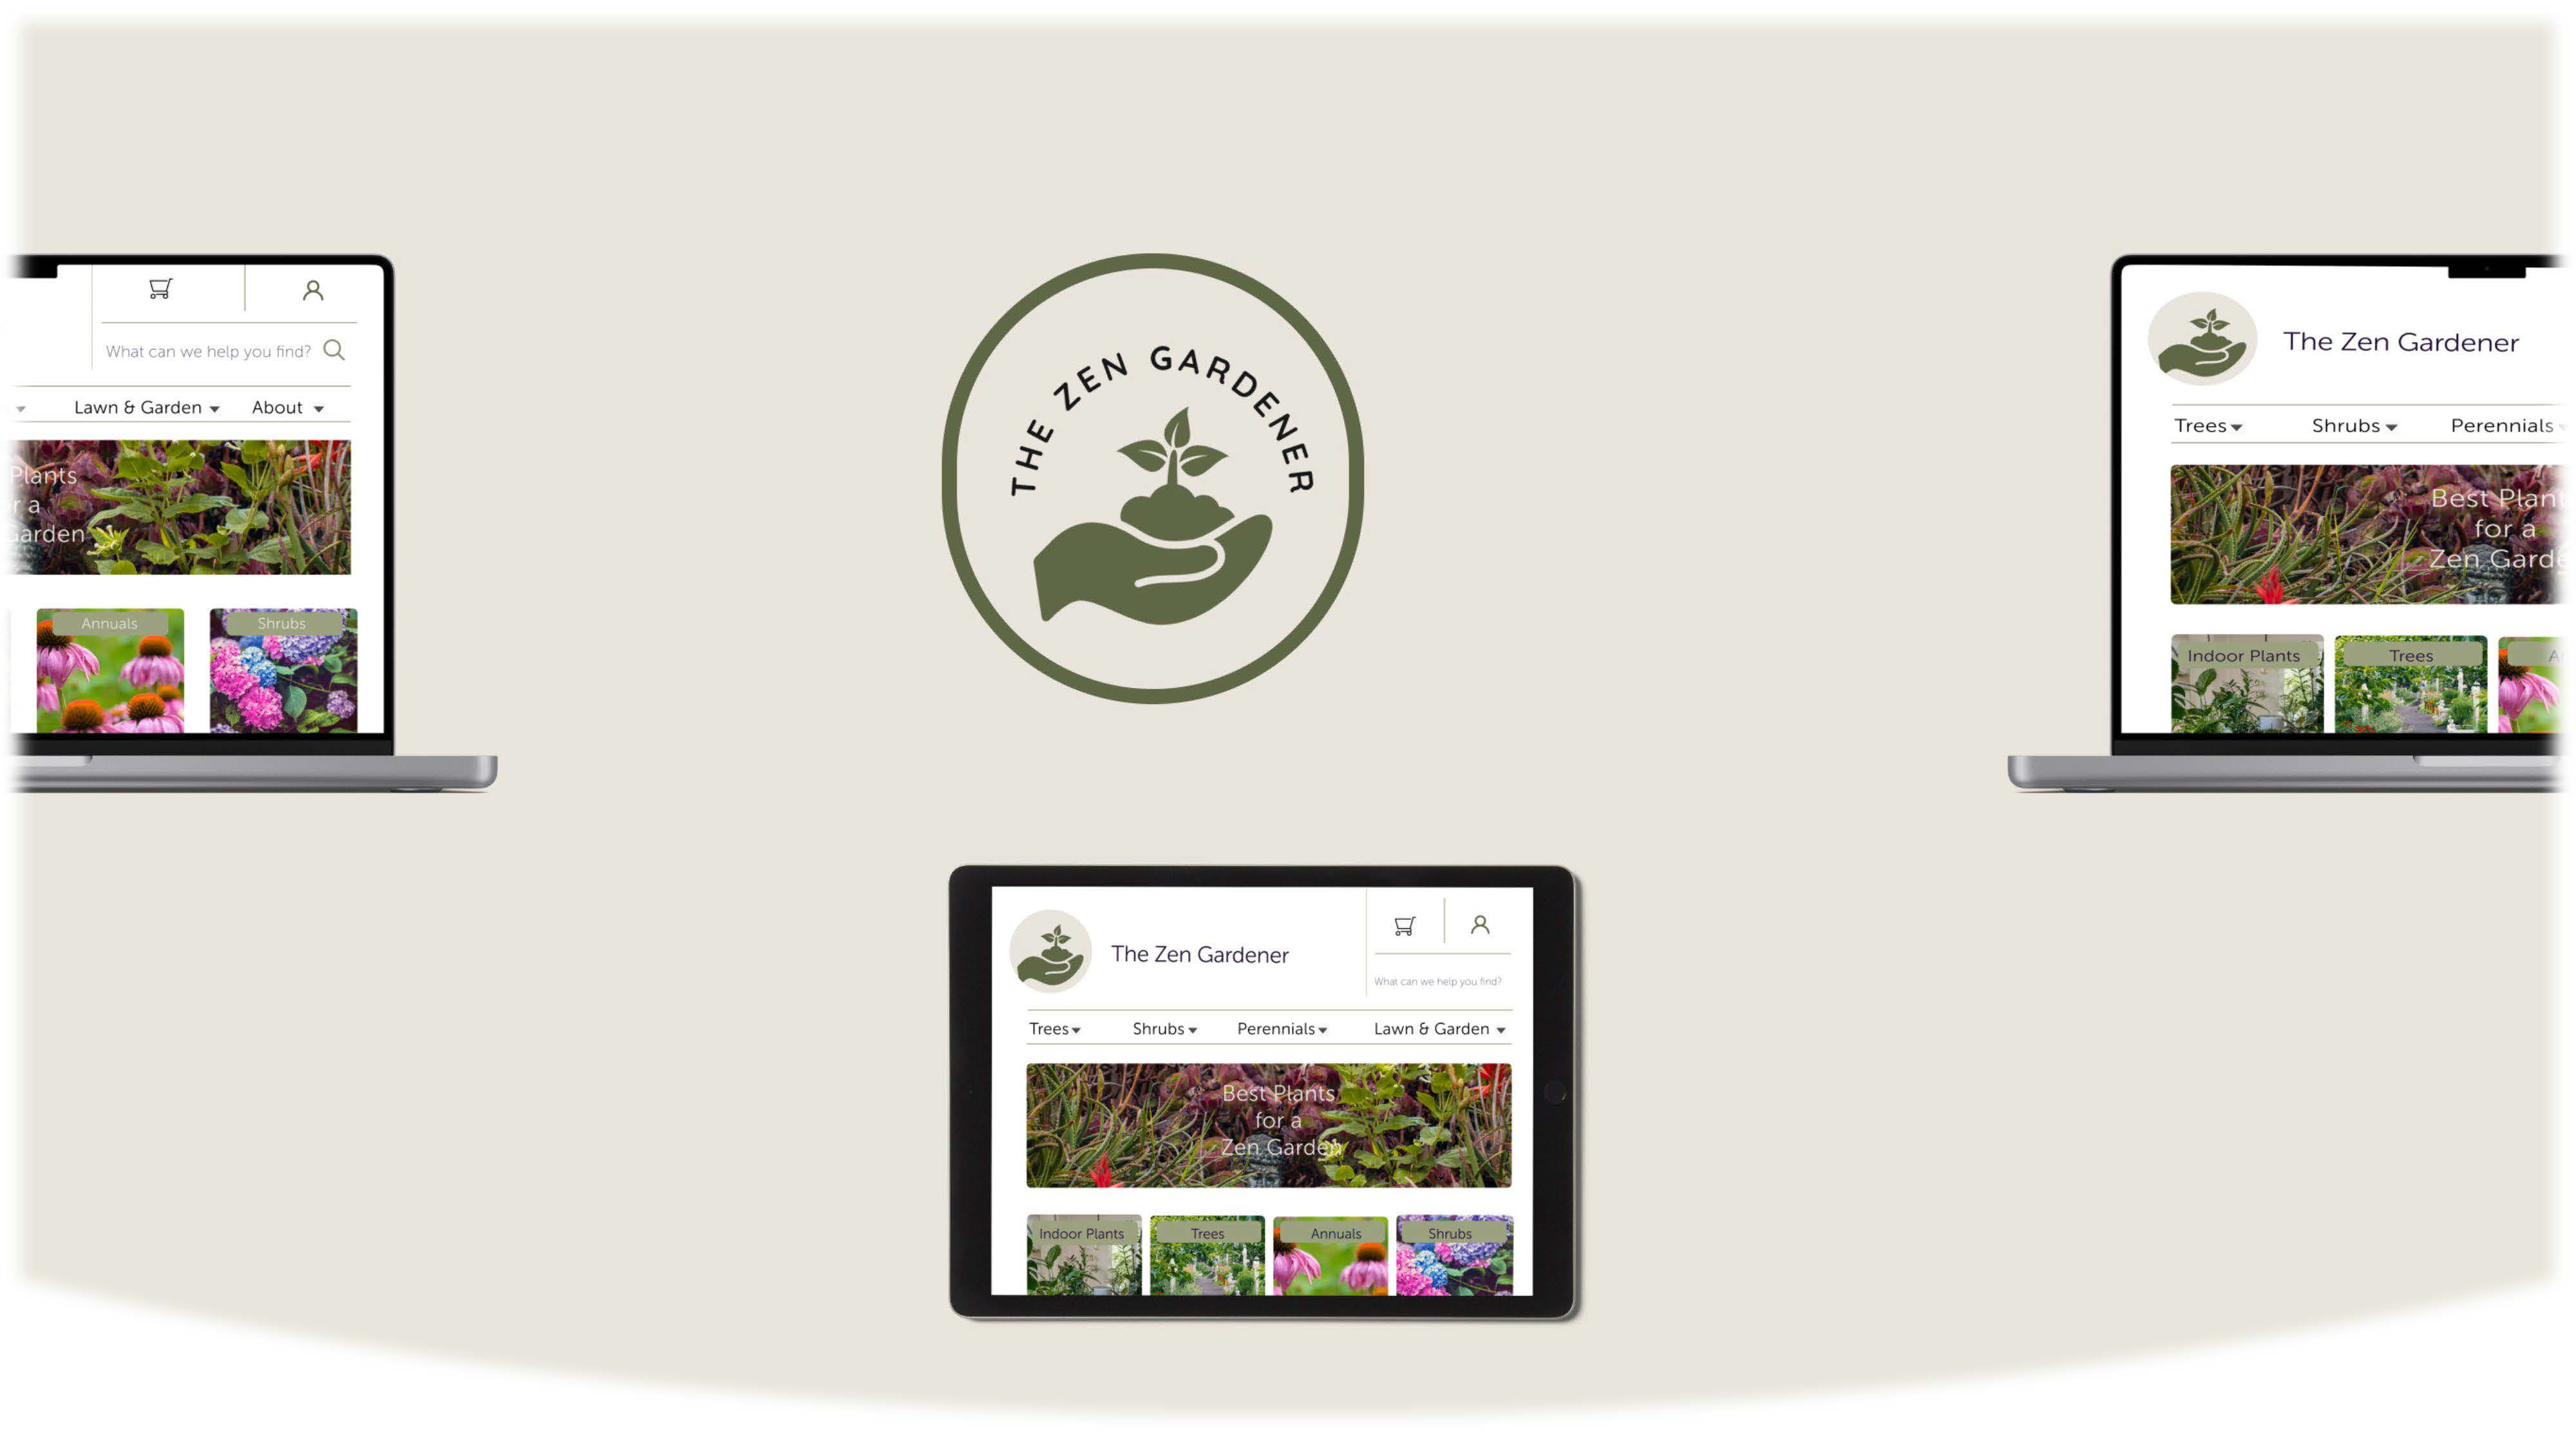 THE ZEN GARDENER
What can we help you find?
Lawn & Garden About
Plants
r a
Garden
Annuals Shrubs
The Zen Gardener
Trees Shrubs Perennials
Best Plan
for a
Zen Garde
Indoor Plants Trees A
The Zen Gardener
What can we help you find?
Trees Shrubs Perennials Lawn & Garden
Best Plants
for a
Zen Garden
Indoor Plants Trees Annuals Shrubs